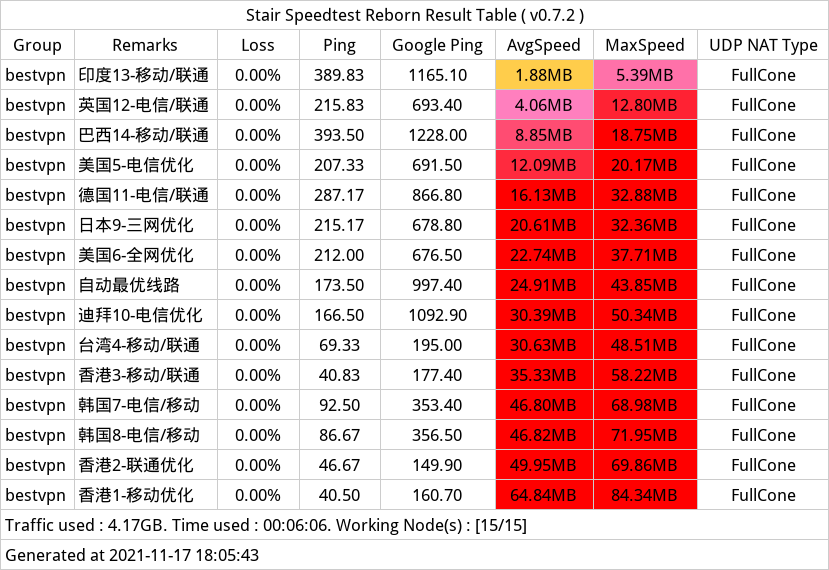 Stair Speedtest Reborn Result Table ( v0.7.2 )
Group Remarks Loss Ping Google Ping AvgSpeed MaxSpeed UDP NAT Type
bestvpn 印度13-移动/联通 0.00% 389.83 1165.10 1.88MB 5.39MB FullCone
bestvpn 英国12-电信/联通 0.00% 215.83 693.40 4.06MB 12.80MB FullCone
bestvpn 巴西14-移动/联通 0.00% 393.50 1228.00 8.85MB 18.75MB FullCone
bestvpn 美国5-电信优化 0.00% 207.33 691.50 12.09MB 20.17MB FullCone
bestvpn 德国11-电信/联通 0.00% 287.17 866.80 16.13MB 32.88MB FullCone
bestvpn 日本9-三网优化 0.00% 215.17 678.80 20.61MB 32.36MB FullCone
bestvpn 美国6-全网优化 0.00% 212.00 676.50 22.74MB 37.71MB FullCone
bestvpn 自动最优线路 0.00% 173.50 997.40 24.91MB 43.85MB FullCone
bestvpn 迪拜10-电信优化 0.00% 166.50 1092.90 30.39MB 50.34MB FullCone
bestvpn 台湾4-移动/联通 0.00% 69.33 195.00 30.63MB 48.51MB FullCone
bestvpn 香港3-移动/联通 0.00% 40.83 177.40 35.33MB 58.22MB FullCone
bestvpn 韩国7-电信/移动 0.00% 92.50 353.40 46.80MB 68.98MB FullCone
bestvpn 韩国8-电信/移动 0.00% 86.67 356.50 46.82MB 71.95MB FullCone
bestvpn 香港2-联通优化 0.00% 46.67 149.90 49.95MB 69.86MB FullCone
bestvpn 香港1-移动优化 0.00% 40.50 160.70 64.84MB 84.34MB FullCone
Traffic used : 4.17GB. Time used : 00:06:06. Working Node(s) : [15/15]
Generated at 2021-11-17 18:05:43